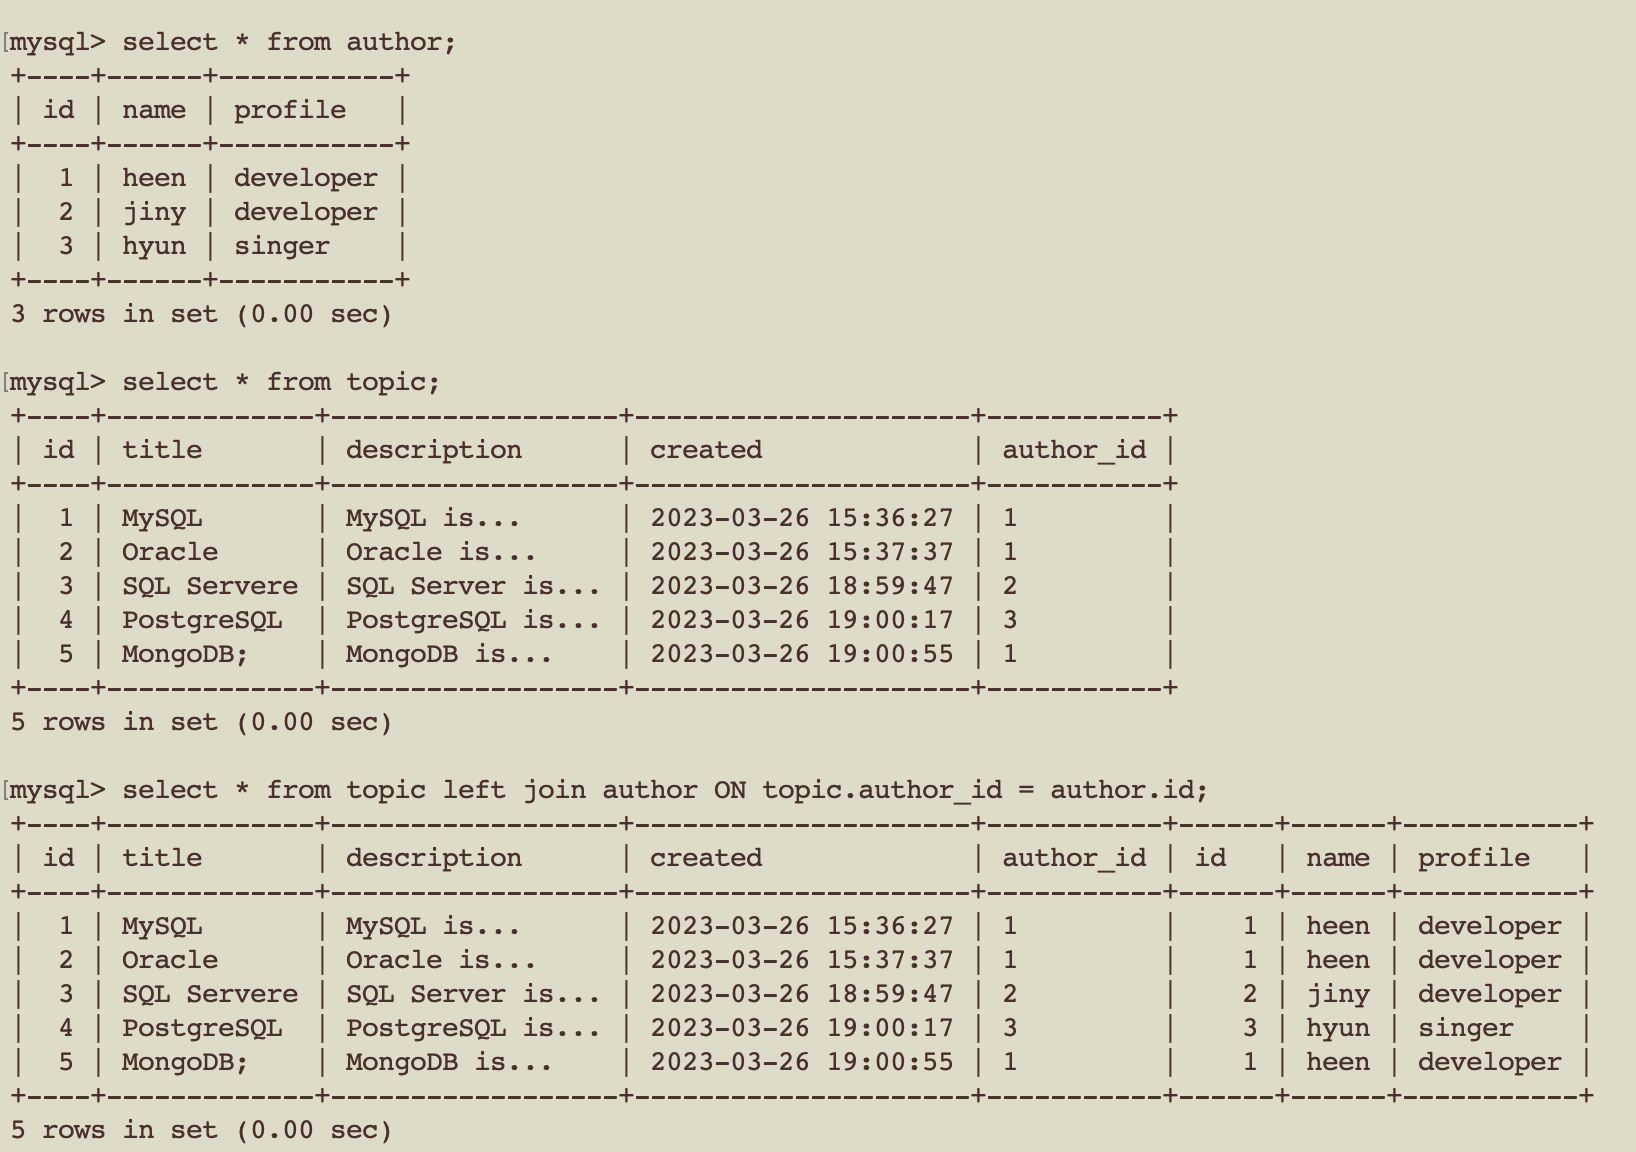 [mysql> select * from author;
+----+------+-----------+
| id | name | profile   |
+----+------+-----------+
|  1 | heen | developer |
|  2 | jiny | developer |
|  3 | hyun | singer    |
+----+------+-----------+
3 rows in set (0.00 sec)

[mysql> select * from topic;
+----+-------------+------------------+---------------------+-----------+
| id | title       | description      | created             | author_id |
+----+-------------+------------------+---------------------+-----------+
|  1 | MySQL       | MySQL is...      | 2023-03-26 15:36:27 | 1         |
|  2 | Oracle      | Oracle is...     | 2023-03-26 15:37:37 | 1         |
|  3 | SQL Servere | SQL Server is... | 2023-03-26 18:59:47 | 2         |
|  4 | PostgreSQL  | PostgreSQL is... | 2023-03-26 19:00:17 | 3         |
|  5 | MongoDB;    | MongoDB is...    | 2023-03-26 19:00:55 | 1         |
+----+-------------+------------------+---------------------+-----------+
5 rows in set (0.00 sec)

[mysql> select * from topic left join author ON topic.author_id = author.id;
+----+-------------+------------------+---------------------+-----------+------+------+-----------+
| id | title       | description      | created             | author_id | id   | name | profile   |
+----+-------------+------------------+---------------------+-----------+------+------+-----------+
|  1 | MySQL       | MySQL is...      | 2023-03-26 15:36:27 | 1         |    1 | heen | developer |
|  2 | Oracle      | Oracle is...     | 2023-03-26 15:37:37 | 1         |    1 | heen | developer |
|  3 | SQL Servere | SQL Server is... | 2023-03-26 18:59:47 | 2         |    2 | jiny | developer |
|  4 | PostgreSQL  | PostgreSQL is... | 2023-03-26 19:00:17 | 3         |    3 | hyun | singer    |
|  5 | MongoDB;    | MongoDB is...    | 2023-03-26 19:00:55 | 1         |    1 | heen | developer |
+----+-------------+------------------+---------------------+-----------+------+------+-----------+
5 rows in set (0.00 sec)